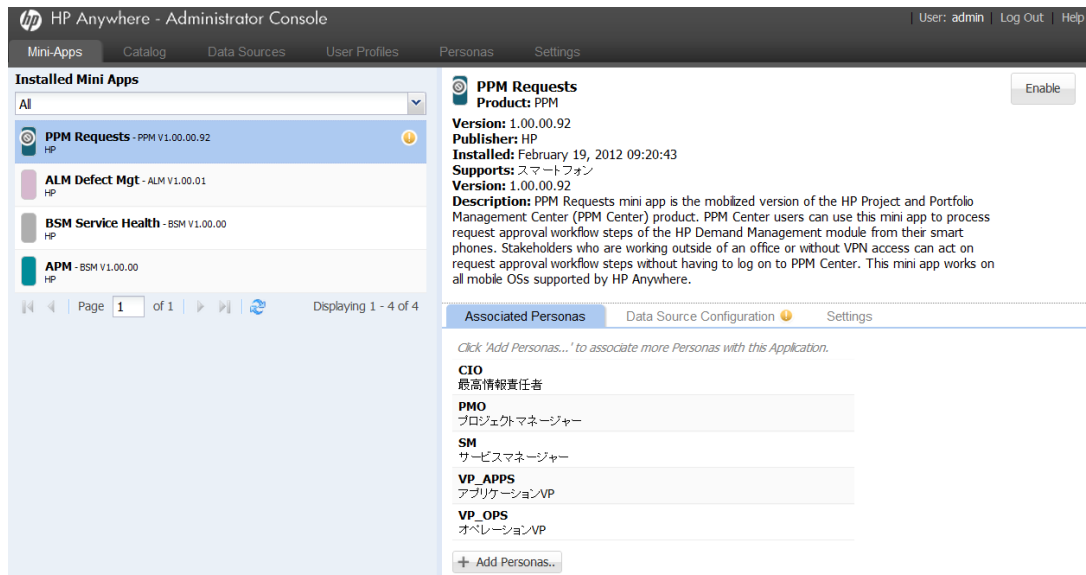 hp HP Anywhere - Administrator Console
User: admin | Log Out | Help
Mini-Apps Catalog Data Sources User Profiles Personas Settings
Installed Mini Apps
All
PPM Requests - PPM V1.00.00.92
HP
ALM Defect Mgt - ALM V1.00.01
HP
BSM Service Health - BSM V1.00.00
HP
APM - BSM V1.00.00
HP
Page 1 of 1 Displaying 1 - 4 of 4
PPM Requests
Product: PPM
Enable
Version: 1.00.00.92
Publisher: HP
Installed: February 19, 2012 09:20:43
Supports: スマートフォン
Version: 1.00.00.92
Description: PPM Requests mini app is the mobilized version of the HP Project and Portfolio
Management Center (PPM Center) product. PPM Center users can use this mini app to process
request approval workflow steps of the HP Demand Management module from their smart
phones. Stakeholders who are working outside of an office or without VPN access can act on
request approval workflow steps without having to log on to PPM Center. This mini app works on
all mobile OSs supported by HP Anywhere.
Associated Personas Data Source Configuration Settings
Click 'Add Personas...' to associate more Personas with this Application.
CIO
最高情報責任者
PMO
プロジェクトマネージャー
SM
サービスマネージャー
VP_APPS
アプリケーションVP
VP_OPS
オペレーションVP
+ Add Personas..